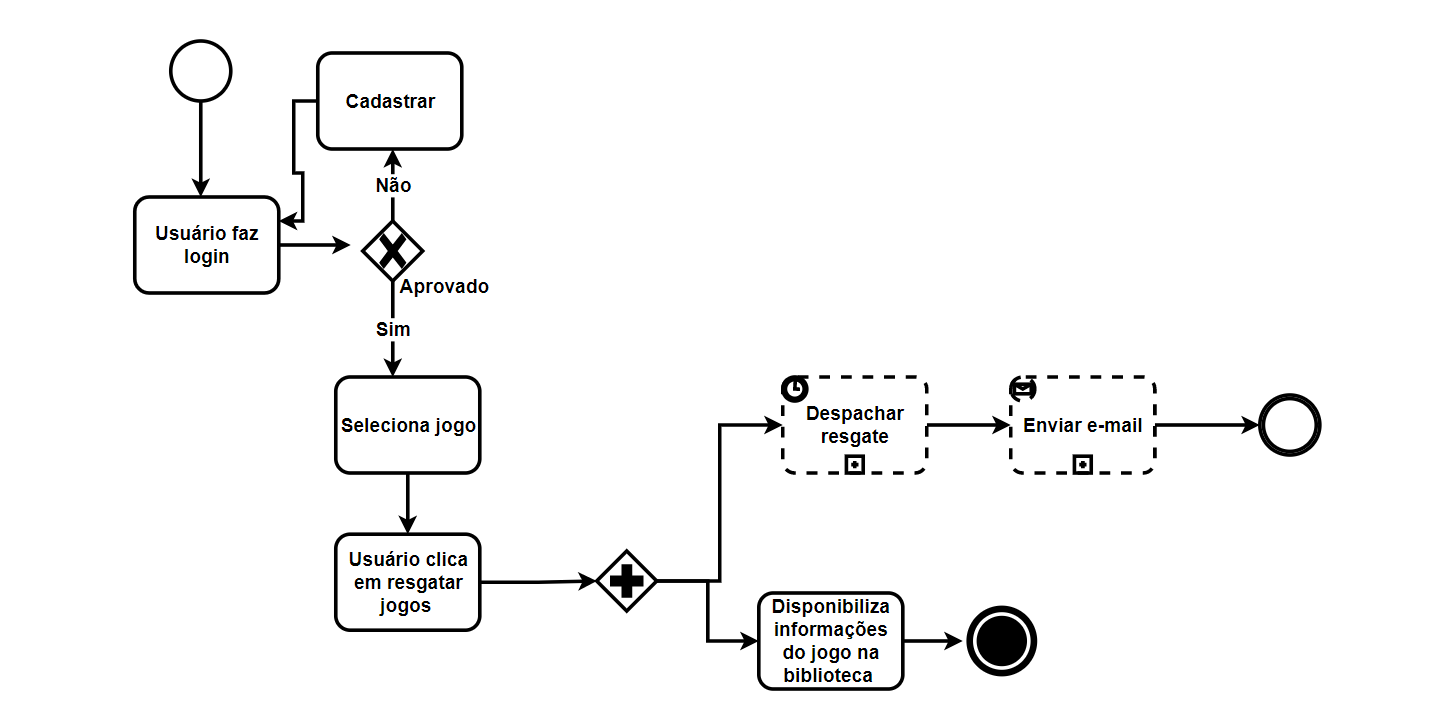 Cadastrar
Não
Usuário faz
login
Aprovado
Sim
Seleciona jogo
Despachar
resgate
Enviar e-mail
Usuário clica
em resgatar
jogos
Disponibiliza
informações
do jogo na
biblioteca